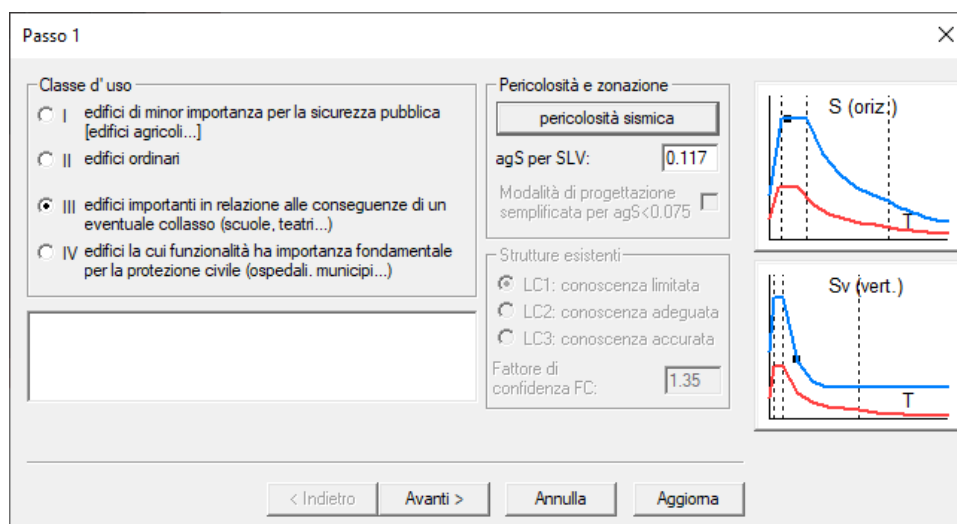 Passo 1
Classe d' uso
I edifici di minor importanza per la sicurezza pubblica
[edifici agricoli...]
II edifici ordinari
III edifici importanti in relazione alle conseguenze di un
eventuale collasso (scuole, teatri...)
IV edifici la cui funzionalità ha importanza fondamentale
per la protezione civile (ospedali. municipi...)
Pericolosità e zonazione
pericolosità sismica
agS per SLV: 0.117
Modalità di progettazione
semplificata per agS<0.075
Strutture esistenti
LC1: conoscenza limitata
LC2: conoscenza adeguata
LC3: conoscenza accurata
Fattore di
confidenza FC: 1.35
S (oriz.)
T
Sv (vert.)
T
< Indietro
Avanti >
Annulla
Aggiorna